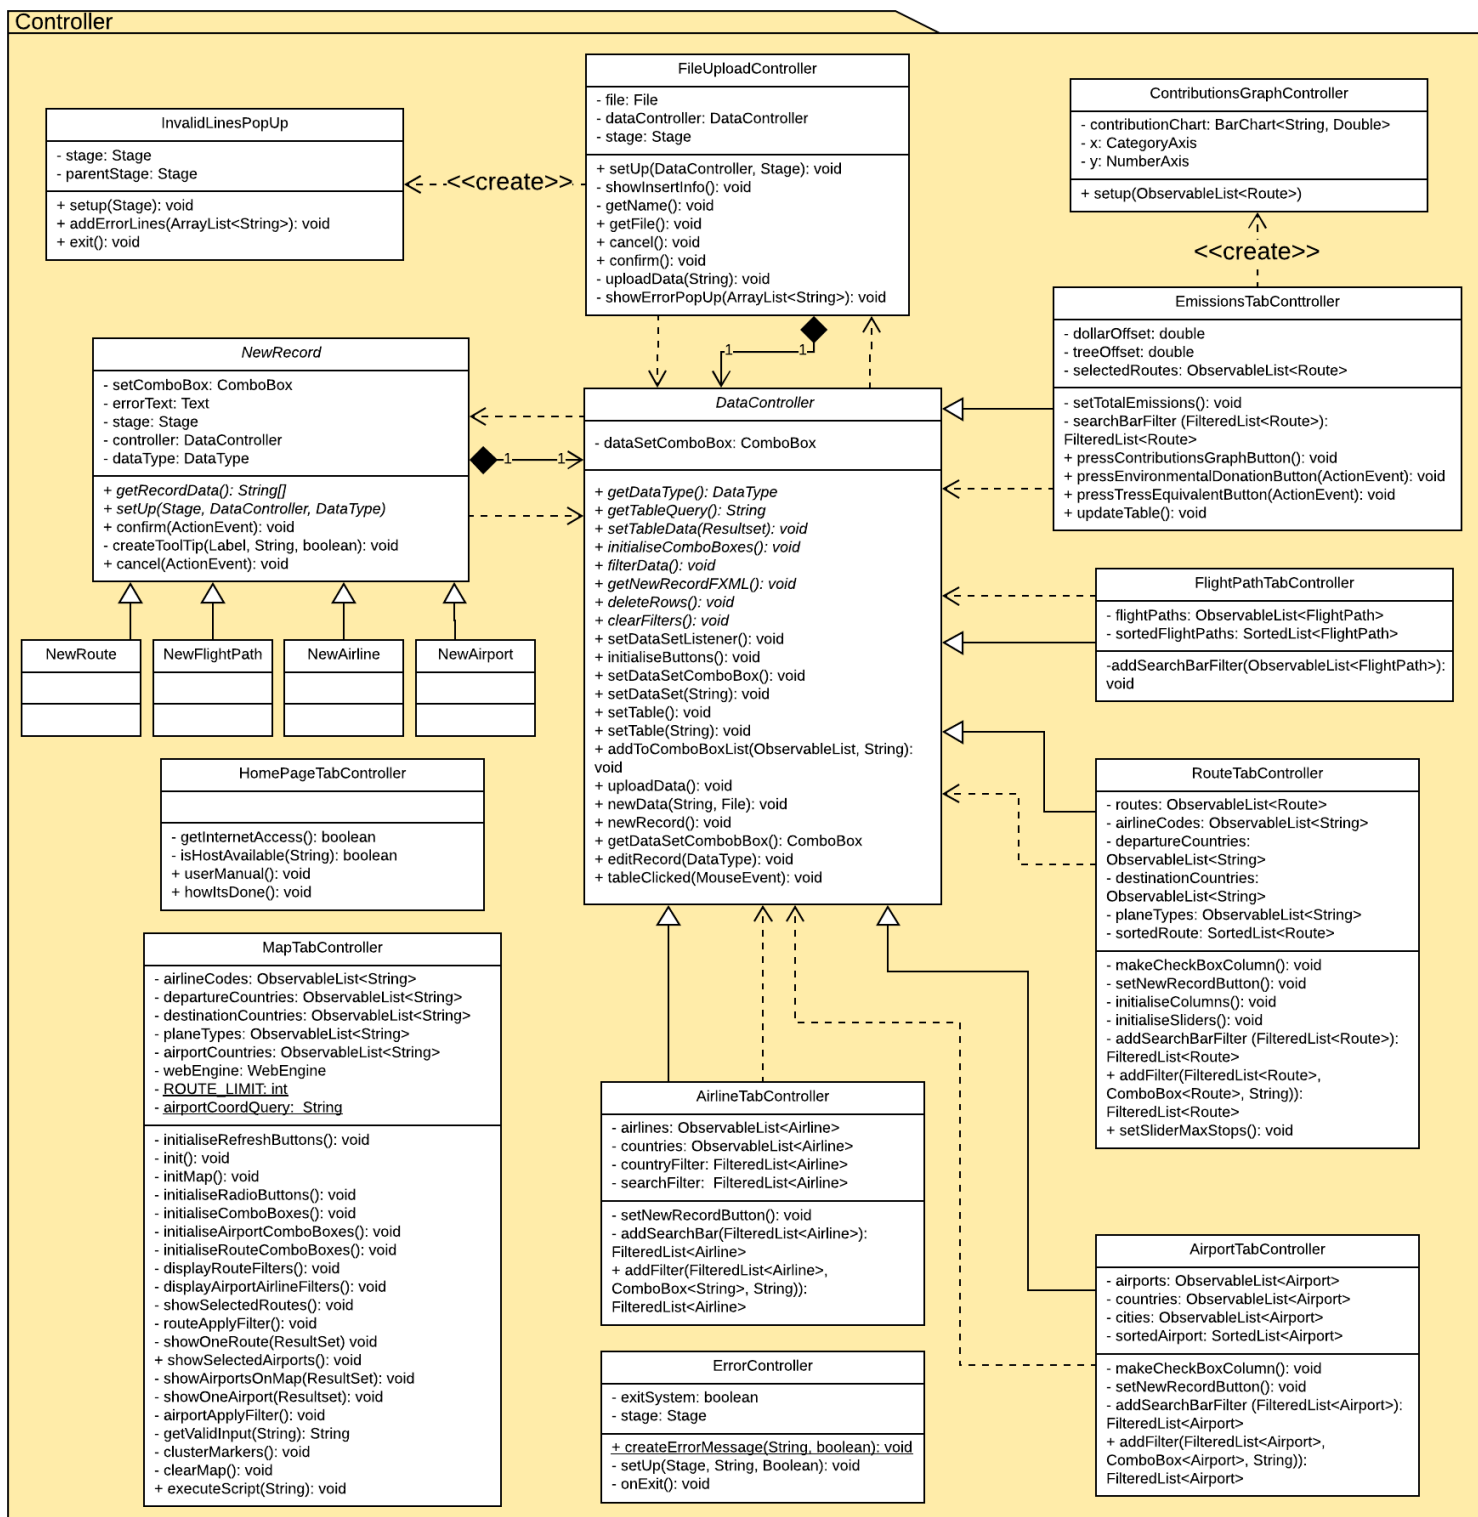 Controller
FileUploadController
- file: File
- dataController: DataController
- stage: Stage
+ setUp(DataController, Stage): void
- showInsertInfo(): void
- getName(): void
+ getFile(): void
+ cancel(): void
+ confirm(): void
- uploadData(String): void
- showErrorPopUp(ArrayList<String>): void
ContributionsGraphController
- contributionChart: BarChart<String, Double>
- x: CategoryAxis
- y: NumberAxis
+ setup(ObservableList<Route>)
InvalidLinesPopUp
- stage: Stage
- parentStage: Stage
+ setup(Stage): void
+ addErrorLines(ArrayList<String>): void
+ exit(): void
<<create>>
<<create>>
EmissionsTabConttroller
- dollarOffset: double
- treeOffset: double
- selectedRoutes: ObservableList<Route>
- setTotalEmissions(): void
- searchBarFilter (FilteredList<Route>):
FilteredList<Route>
+ pressContributionsGraphButton(): void
+ pressEnvironmentalDonationButton(ActionEvent): void
+ pressTressEquivalentButton(ActionEvent): void
+ updateTable(): void
NewRecord
- setComboBox: ComboBox
- errorText: Text
- stage: Stage
- controller: DataController
- dataType: DataType
+ getRecordData(): String[]
+ setUp(Stage, DataController, DataType)
+ confirm(ActionEvent): void
- createToolTip(Label, String, boolean): void
+ cancel(ActionEvent): void
1
1
1
1
DataController
- dataSetComboBox: ComboBox
+ getDataType(): DataType
+ getTableQuery(): String
+ setTableData(Resultset): void
+ initialiseComboBoxes(): void
+ filterData(): void
+ getNewRecordFXML(): void
+ deleteRows(): void
+ clearFilters(): void
+ setDataSetListener(): void
+ initialiseButtons(): void
+ setDataSetComboBox(): void
+ setDataSet(String): void
+ setTable(): void
+ setTable(String): void
+ addToComboBoxList(ObservableList, String):
void
+ uploadData(): void
+ newData(String, File): void
+ newRecord(): void
+ getDataSetCombobBox(): ComboBox
+ editRecord(DataType): void
+ tableClicked(MouseEvent): void
FlightPathTabController
- flightPaths: ObservableList<FlightPath>
- sortedFlightPaths: SortedList<FlightPath>
-addSearchBarFilter(ObservableList<FlightPath>):
void
NewRoute
NewFlightPath
NewAirline
NewAirport
HomePageTabController
- getInternetAccess(): boolean
- isHostAvailable(String): boolean
+ userManual(): void
+ howItsDone(): void
RouteTabController
- routes: ObservableList<Route>
- airlineCodes: ObservableList<String>
- departureCountries:
ObservableList<String>
- destinationCountries:
ObservableList<String>
- planeTypes: ObservableList<String>
- sortedRoute: SortedList<Route>
- makeCheckBoxColumn(): void
- setNewRecordButton(): void
- initialiseColumns(): void
- initialiseSliders(): void
- addSearchBarFilter (FilteredList<Route>):
FilteredList<Route>
+ addFilter(FilteredList<Route>,
ComboBox<Route>, String)):
FilteredList<Route>
+ setSliderMaxStops(): void
MapTabController
- airlineCodes: ObservableList<String>
- departureCountries: ObservableList<String>
- destinationCountries: ObservableList<String>
- planeTypes: ObservableList<String>
- airportCountries: ObservableList<String>
- webEngine: WebEngine
- ROUTE_LIMIT: int
- airportCoordQuery: String
- initialiseRefreshButtons(): void
- init(): void
- initMap(): void
- initialiseRadioButtons(): void
- initialiseComboBoxes(): void
- initialiseAirportComboBoxes(): void
- initialiseRouteComboBoxes(): void
- displayRouteFilters(): void
- displayAirportAirlineFilters(): void
- showSelectedRoutes(): void
- routeApplyFilter(): void
- showOneRoute(ResultSet) void
+ showSelectedAirports(): void
- showAirportsOnMap(ResultSet): void
- showOneAirport(Resultset): void
- airportApplyFilter(): void
- getValidInput(String): String
- clusterMarkers(): void
- clearMap(): void
+ executeScript(String): void
AirlineTabController
- airlines: ObservableList<Airline>
- countries: ObservableList<Airline>
- countryFilter: FilteredList<Airline>
- searchFilter: FilteredList<Airline>
- setNewRecordButton(): void
- addSearchBar(FilteredList<Airline>):
FilteredList<Airline>
+ addFilter(FilteredList<Airline>,
ComboBox<String>, String)):
FilteredList<Airline>
AirportTabController
- airports: ObservableList<Airport>
- countries: ObservableList<Airport>
- cities: ObservableList<Airport>
- sortedAirport: SortedList<Airport>
- makeCheckBoxColumn(): void
- setNewRecordButton(): void
- addSearchBarFilter (FilteredList<Airport>):
FilteredList<Airport>
+ addFilter(FilteredList<Airport>,
ComboBox<Airport>, String)):
FilteredList<Airport>
ErrorController
- exitSystem: boolean
- stage: Stage
+ createErrorMessage(String, boolean): void
- setUp(Stage, String, Boolean): void
- onExit(): void